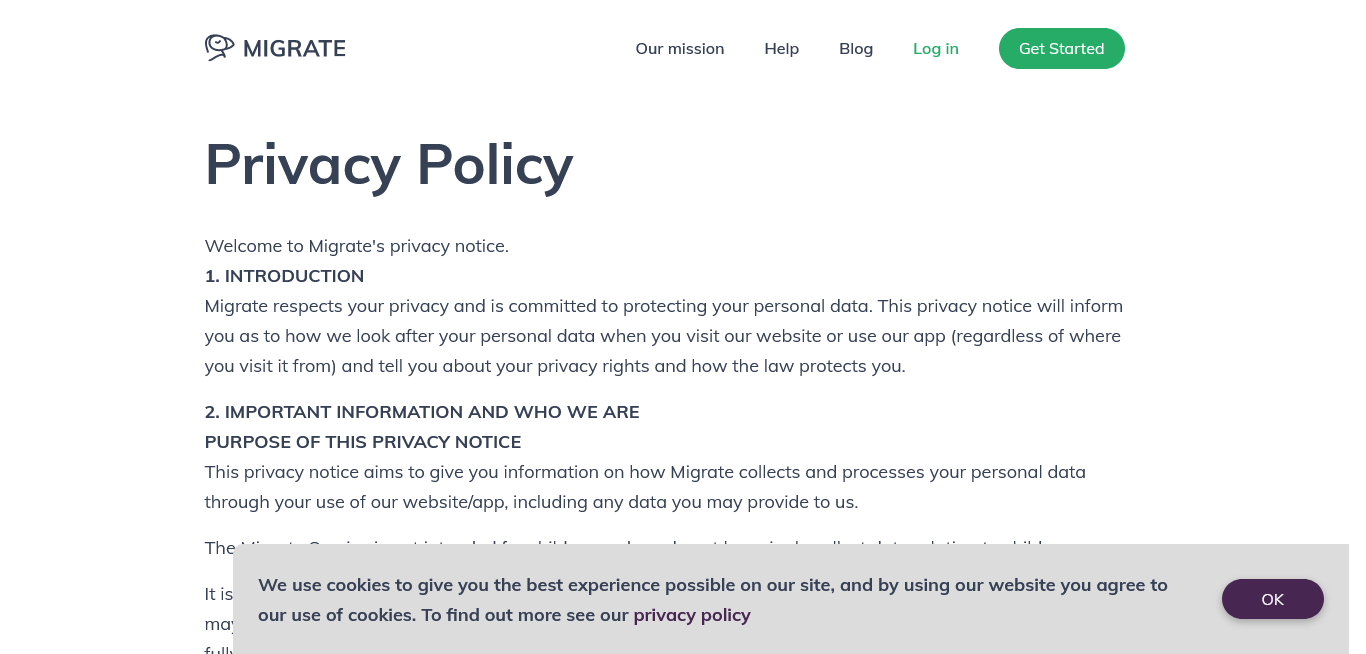 MIGRATE
Our mission
Help
Blog
Log in
Get Started
Privacy Policy
Welcome to Migrate's privacy notice.
1. INTRODUCTION
Migrate respects your privacy and is committed to protecting your personal data. This privacy notice will inform
you as to how we look after your personal data when you visit our website or use our app (regardless of where
you visit it from) and tell you about your privacy rights and how the law protects you.
2. IMPORTANT INFORMATION AND WHO WE ARE
PURPOSE OF THIS PRIVACY NOTICE
This privacy notice aims to give you information on how Migrate collects and processes your personal data
through your use of our website/app, including any data you may provide to us.
The
It is
may
We use cookies to give you the best experience possible on our site, and by using our website you agree to
our use of cookies. To find out more see our privacy policy
OK